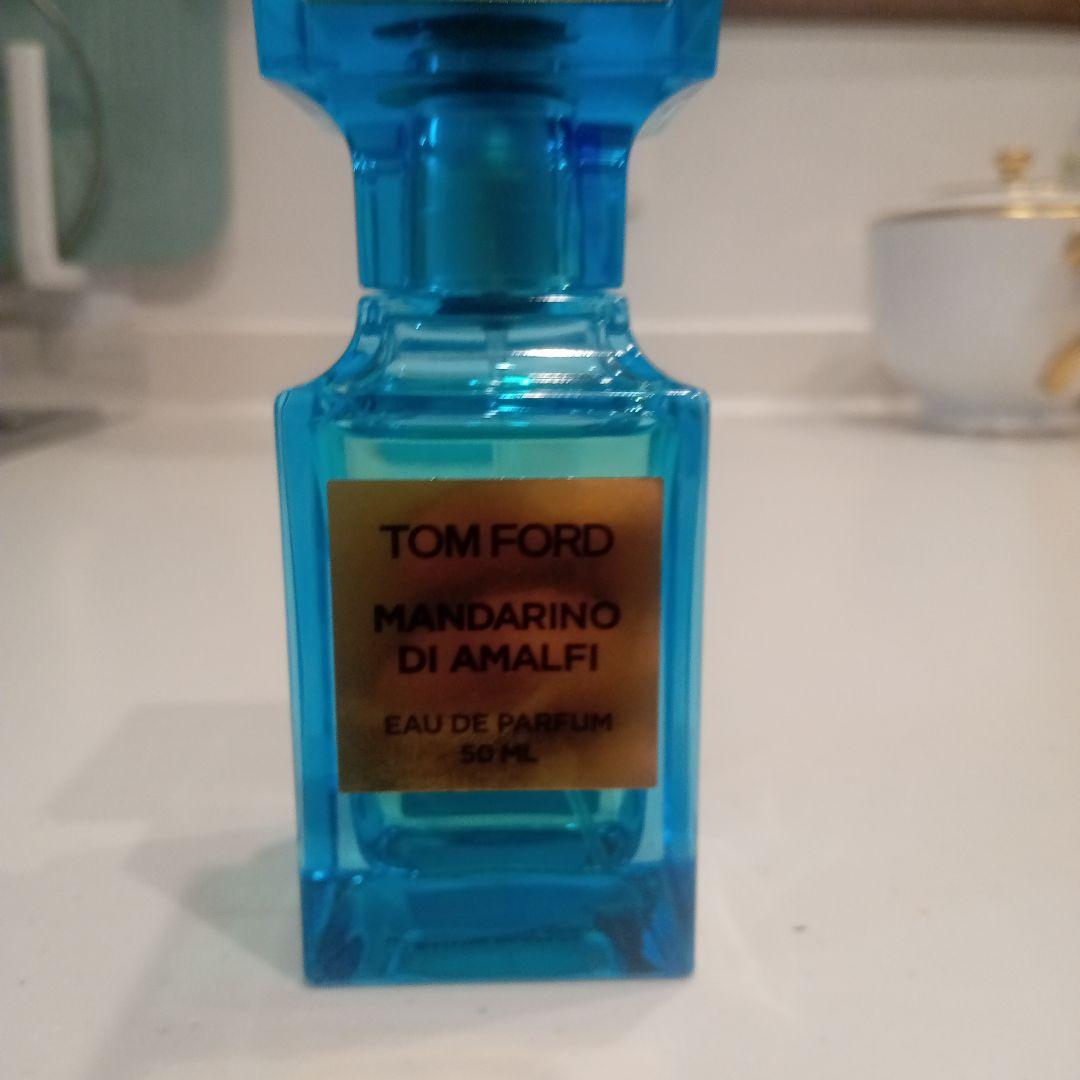 TOM FORD
MANDARINO
DI AMALFI
EAU DE PARFUM
50 ML